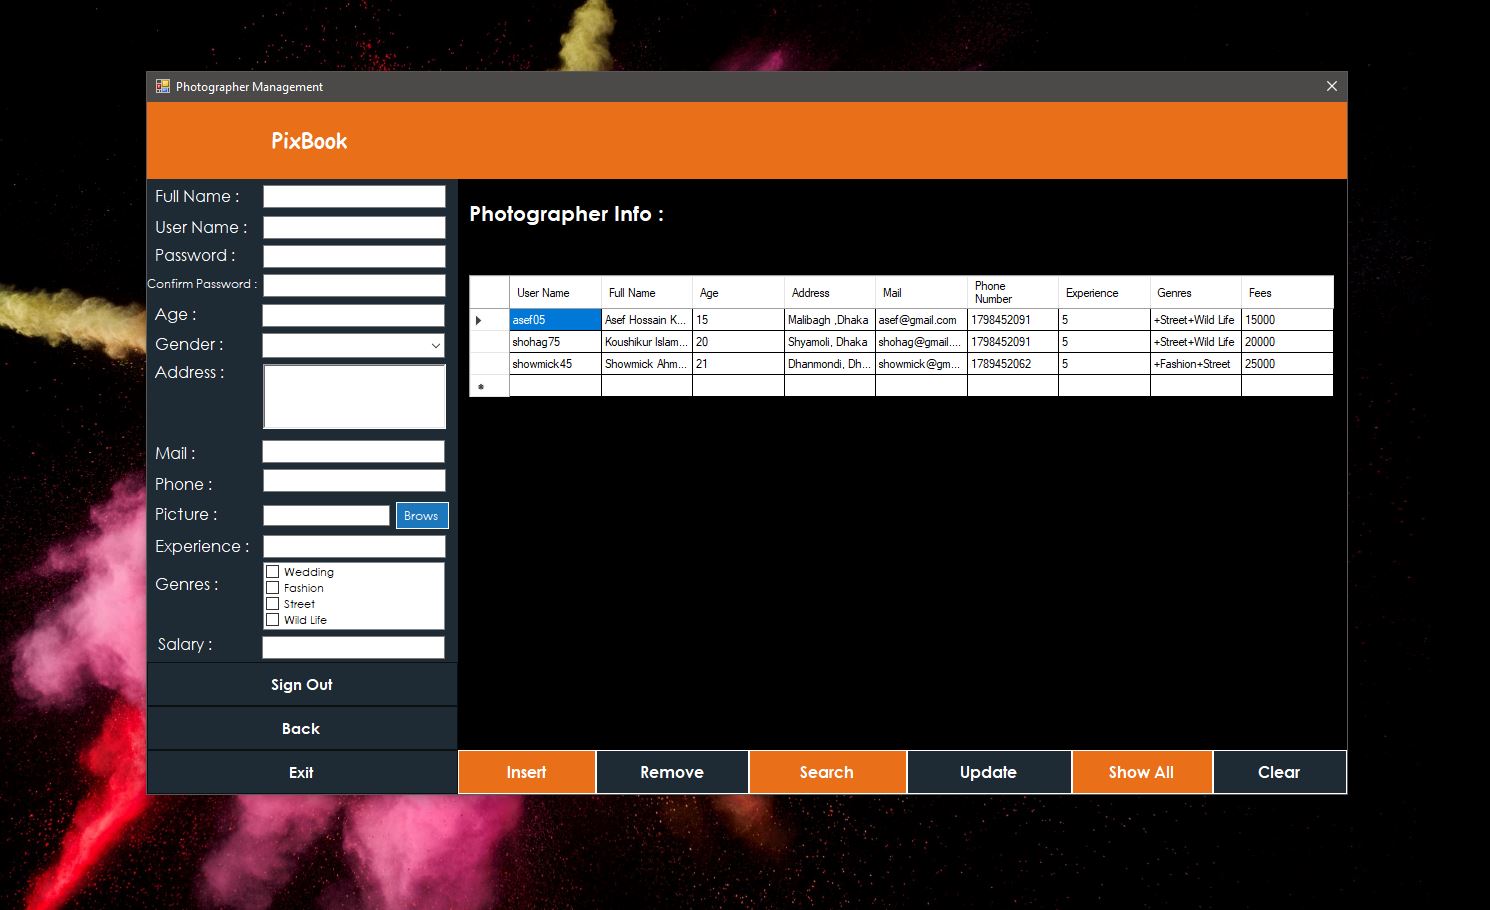 Photographer Management
PixBook
Full Name :
User Name :
Password :
Confirm Password :
Age :
Gender :
Address :
Mail :
Phone :
Picture :
Brows
Experience :
Genres :
Wedding
Fashion
Street
Wild Life
Salary :
Sign Out
Back
Exit
Photographer Info :
User Name Full Name Age Address Mail Phone Number Experience Genres Fees
asef05 Asef Hossain K... 15 Malibagh ,Dhaka asef@gmail.com 1798452091 5 +Street+Wild Life 15000
shohag75 Koushikur Islam... 20 Shyamoli, Dhaka shohag@gmail.... 1798452091 5 +Street+Wild Life 20000
showmick45 Showmick Ahm... 21 Dhanmondi, Dh... showmick@gm... 1789452062 5 +Fashion+Street 25000
Insert Remove Search Update Show All Clear